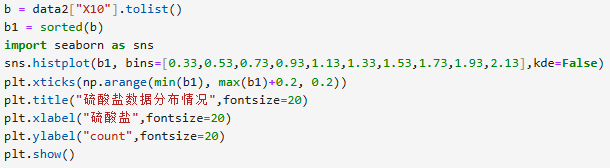 b = data2["X10"].tolist()
b1 = sorted(b)
import seaborn as sns
sns.histplot(b1, bins=[0.33,0.53,0.73,0.93,1.13,1.33,1.53,1.73,1.93,2.13],kde=False)
plt.xticks(np.arange(min(b1), max(b1)+0.2, 0.2))
plt.title("硫酸盐数据分布情况",fontsize=20)
plt.xlabel("硫酸盐",fontsize=20)
plt.ylabel("count",fontsize=20)
plt.show()